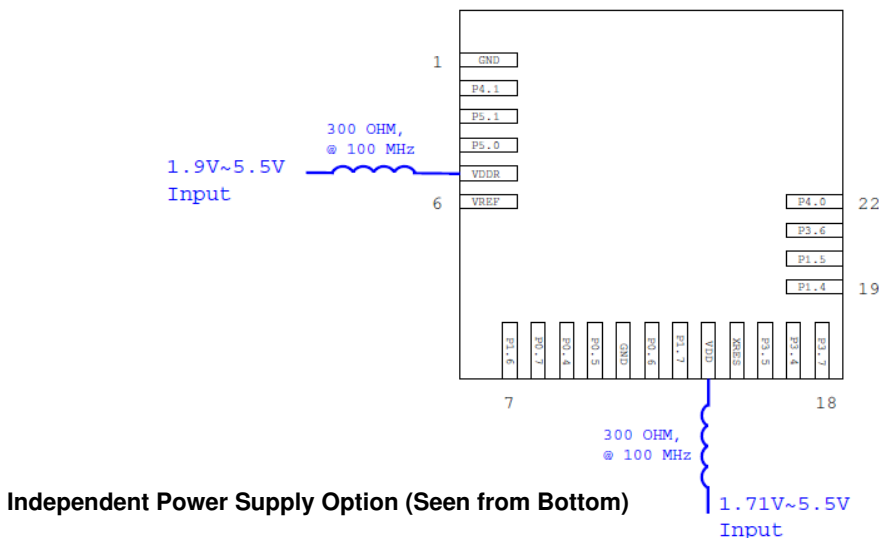 1
GND
P4.1
P5.1
P5.0
VDDR
6
VREF
300 OHM,
@ 100 MHz
1.9V~5.5V
Input
P4.0
22
P3.6
P1.5
P1.4
19
P1.6
P0.7
P0.4
P0.5
GND
P0.6
P1.7
VDD
XRES
P3.5
P3.4
P3.7
7
18
300 OHM,
@ 100 MHz
1.71V~5.5V
Input
Independent Power Supply Option (Seen from Bottom)